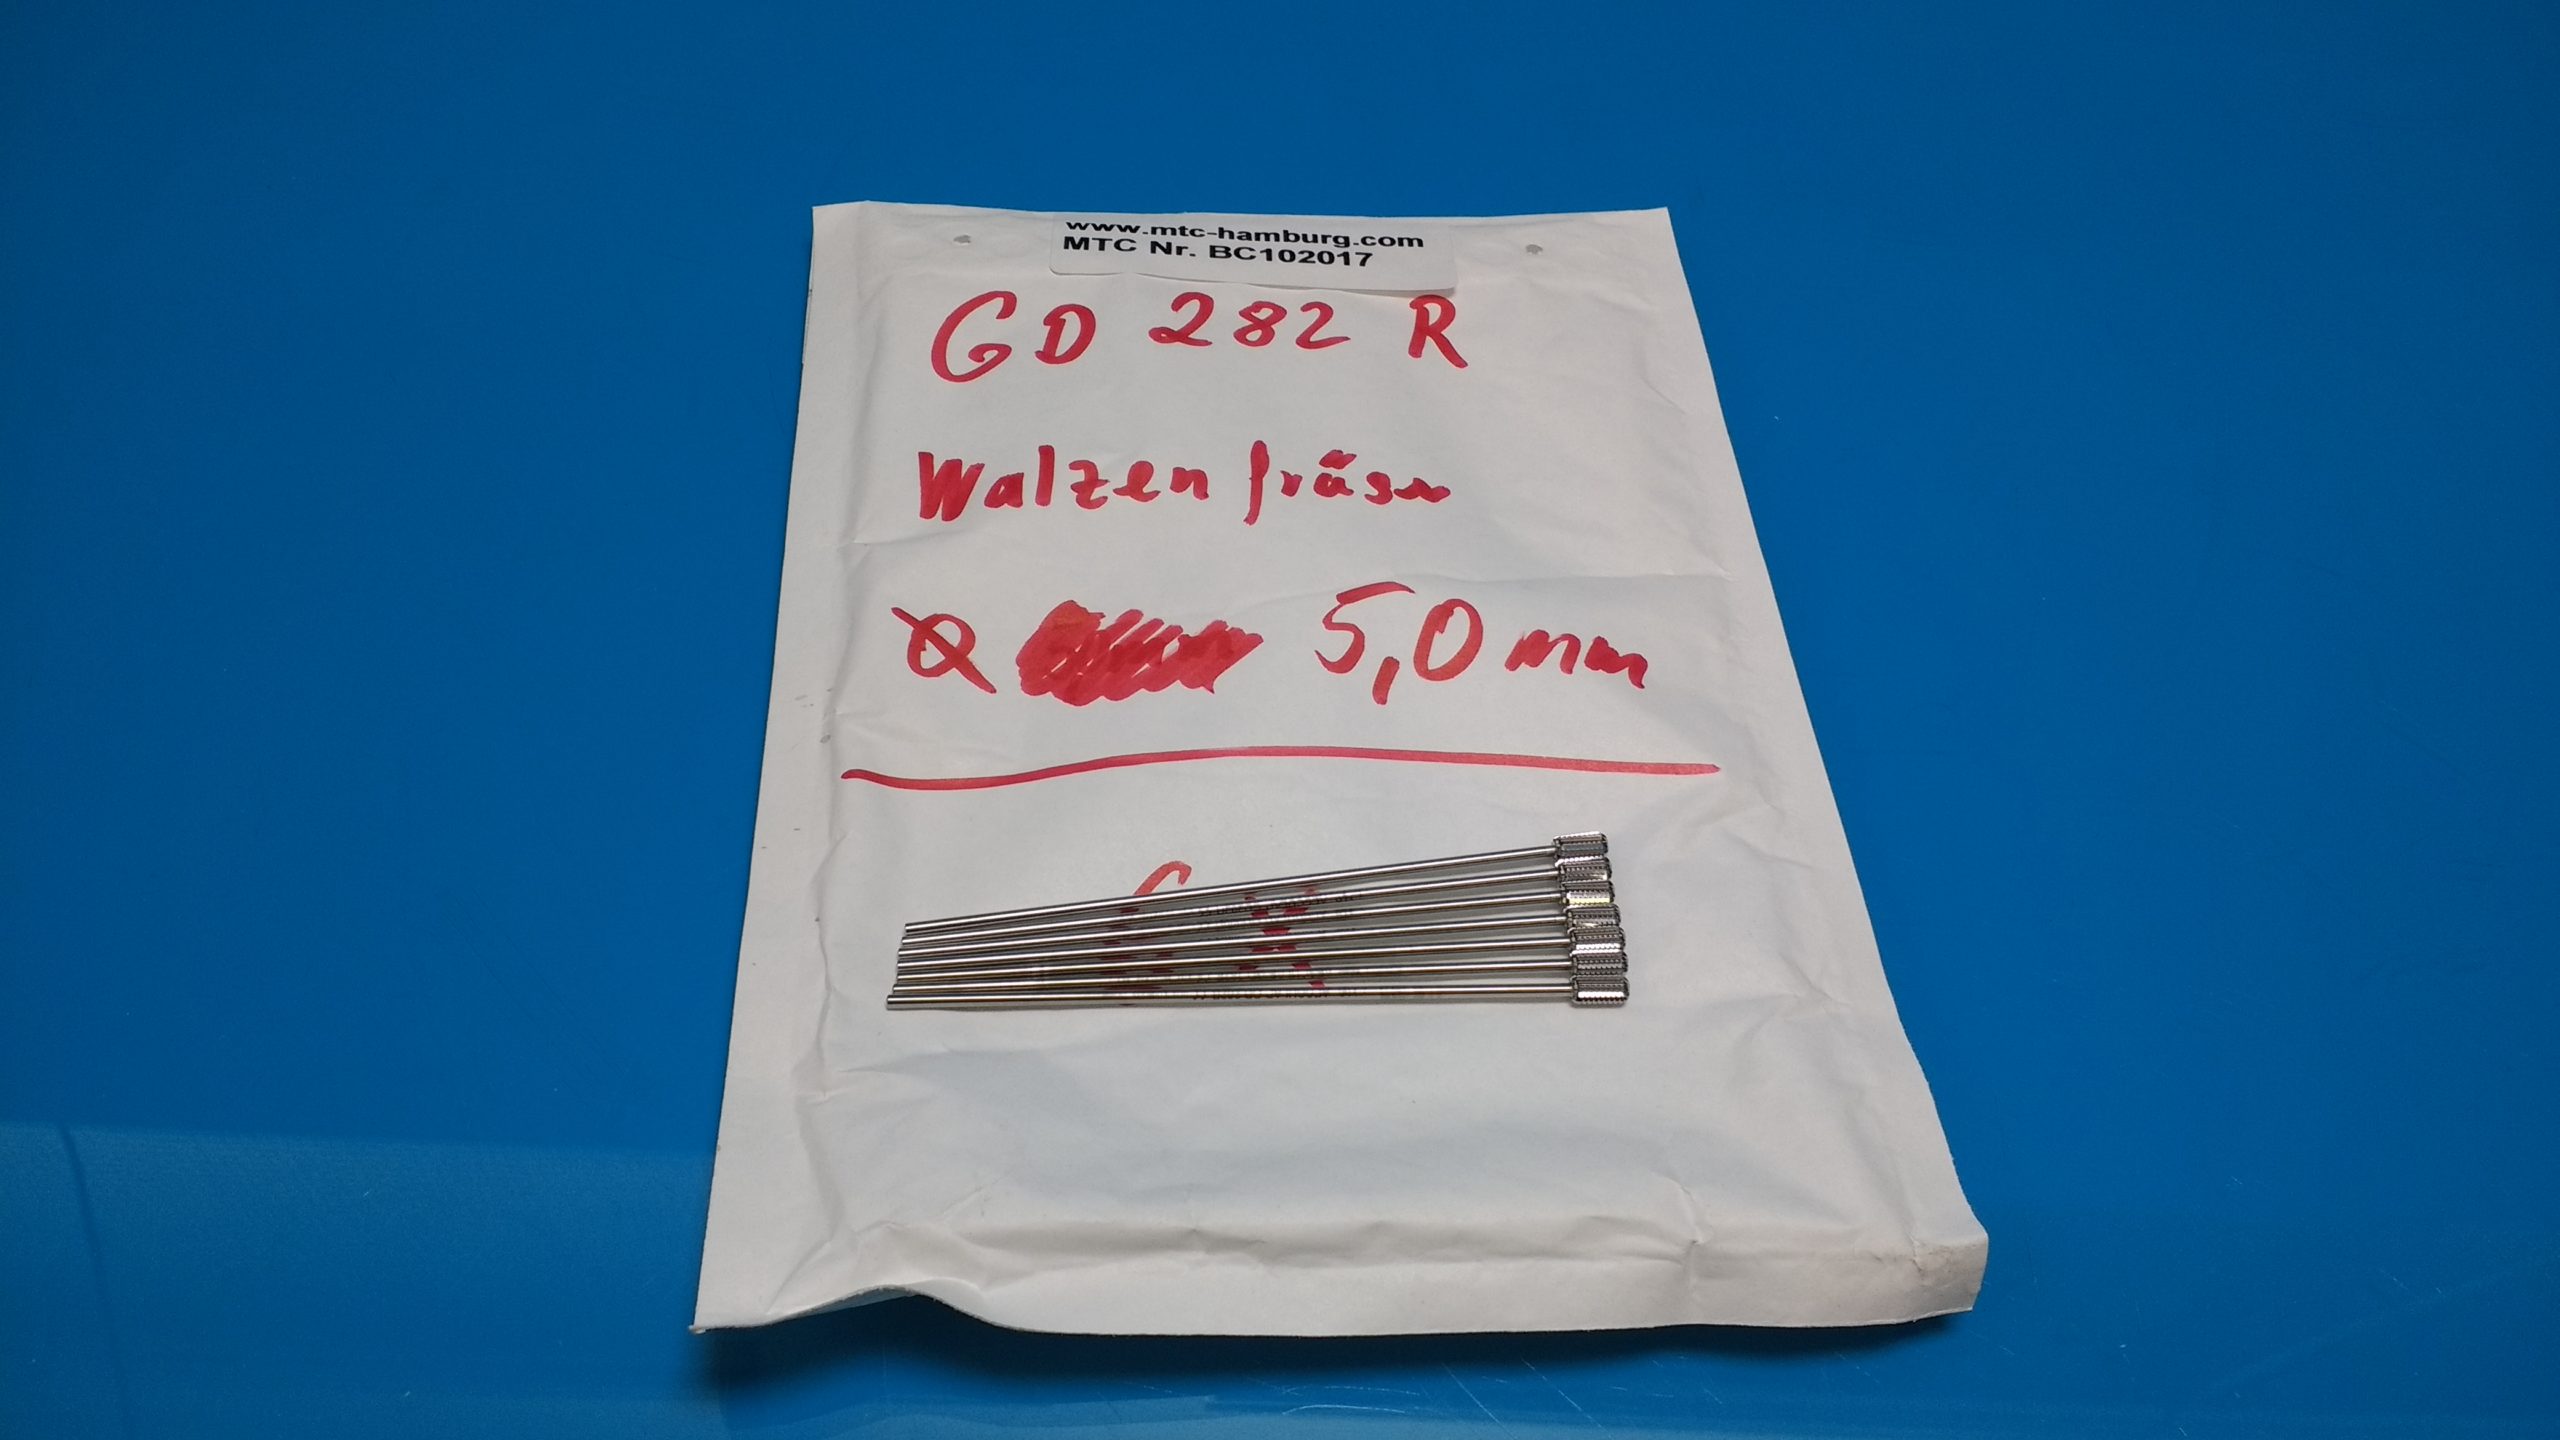 www.mtc-hamburg.com
MTC Nr. BC102017
GD 282 R
Walzenfräser
Ø 5,0 mm